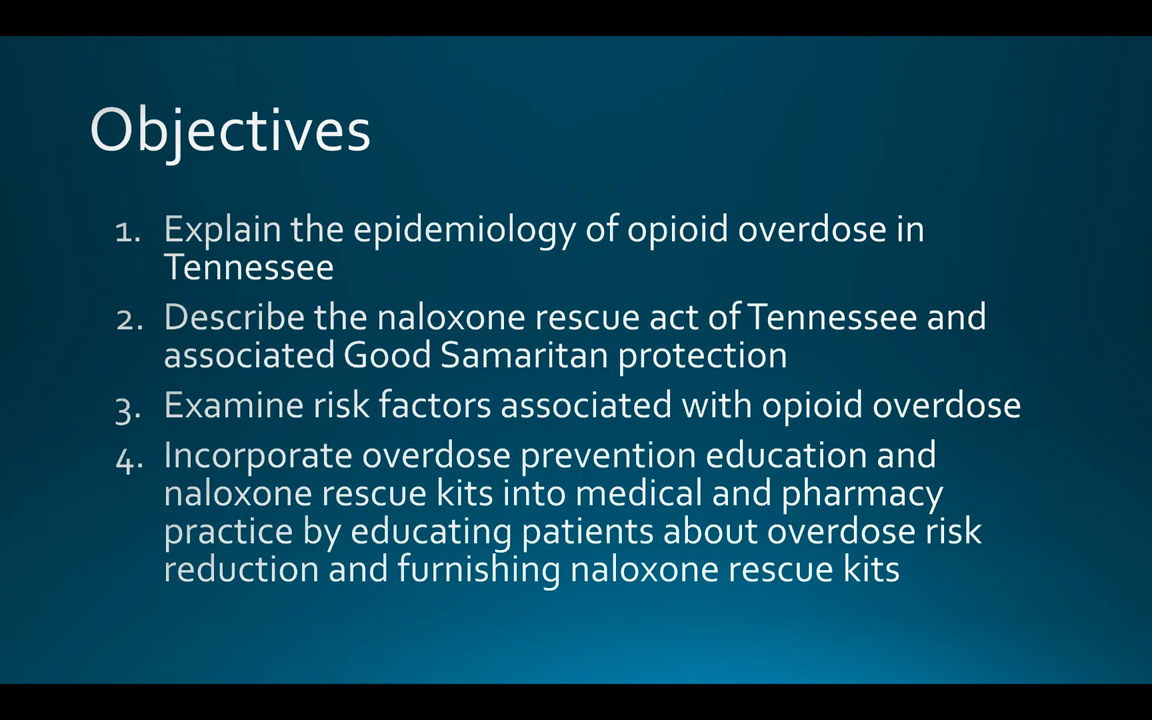 Objectives
1. Explain the epidemiology of opioid overdose in
Tennessee
2. Describe the naloxone rescue act of Tennessee and
associated Good Samaritan protection
3. Examine risk factors associated with opioid overdose
4. Incorporate overdose prevention education and
naloxone rescue kits into medical and pharmacy
practice by educating patients about overdose risk
reduction and furnishing naloxone rescue kits